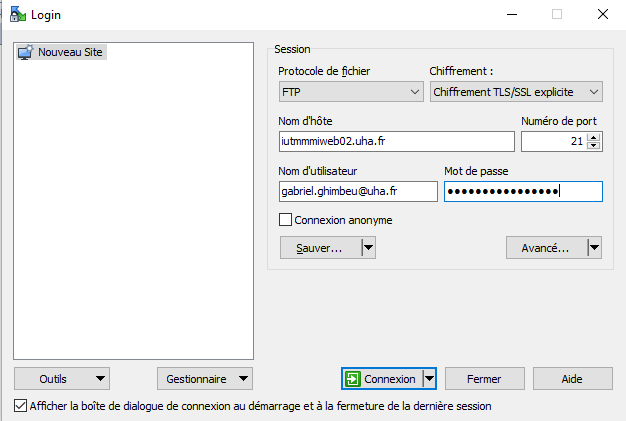 Login
Nouveau Site
Session
Protocole de fichier
Chiffrement :
FTP
Chiffrement TLS/SSL explicite
Nom d'hôte
Numéro de port
iutmmmiweb02.uha.fr
21
Nom d'utilisateur
Mot de passe
gabriel.ghimbeu@uha.fr
••••••••••••••••
Connexion anonyme
Sauver...
Avancé...
Outils
Gestionnaire
Connexion
Fermer
Aide
Afficher la boîte de dialogue de connexion au démarrage et à la fermeture de la dernière session